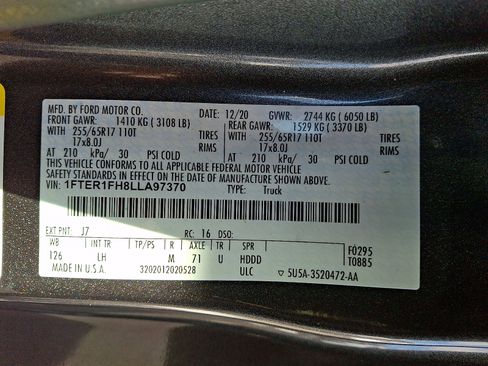 MFD. BY FORD MOTOR CO.
DATE: 12/20 GVWR: 2744 KG ( 6050 LB)
FRONT GAWR: 1410 KG ( 3108 LB) REAR GAWR: 1529 KG ( 3370 LB)
WITH 255/65R17 110T TIRES WITH 255/65R17 110T TIRES
17x8.0J RIMS 17x8.0J RIMS
AT 210 kPa/ 30 PSI COLD AT 210 kPa/ 30 PSI COLD
THIS VEHICLE CONFORMS TO ALL APPLICABLE FEDERAL MOTOR VEHICLE
SAFETY STANDARDS IN EFFECT ON THE DATE OF MANUFACTURE SHOWN ABOVE.
VIN: 1FTER1FH8LLA97370 TYPE: Truck
EXT PNT: J7 RC: 16 DSO:
WB INT TR TP/PS R AXLE TR SPR
126 LH M 71 U HDDD
F0295
T0885
MADE IN U.S.A. 3202012020528 ULC 5U5A-3520472-AA